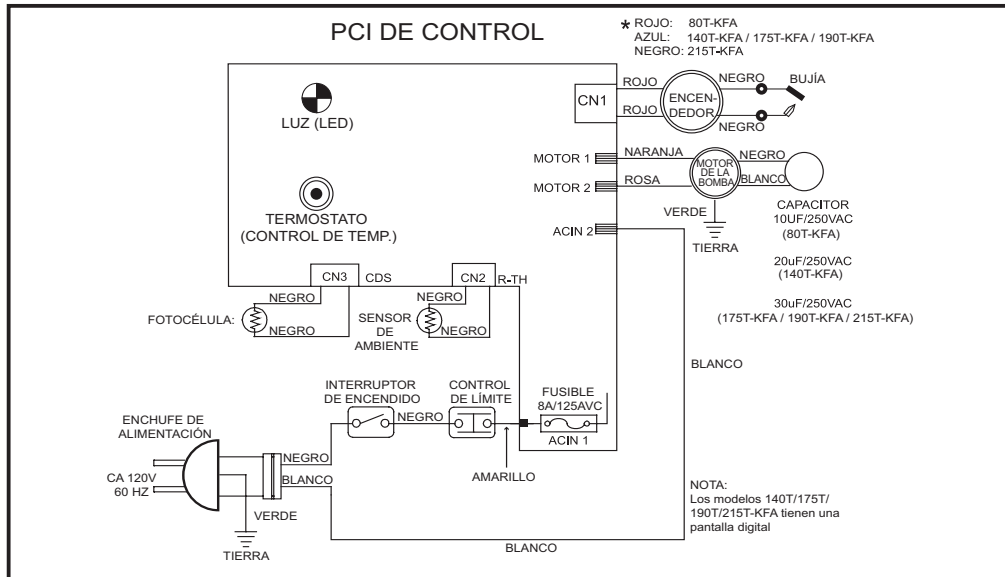 PCI DE CONTROL
* ROJO: 80T-KFA
AZUL: 140T-KFA / 175T-KFA / 190T-KFA
NEGRO: 215T-KFA
LUZ (LED)
TERMOSTATO
(CONTROL DE TEMP.)
CN1
ROJO
ROJO
ENCEN-
DEDOR
NEGRO
NEGRO
BUJÍA
MOTOR 1
NARANJA
MOTOR 2
ROSA
MOTOR
DE LA
BOMBA
NEGRO
BLANCO
VERDE
TIERRA
CAPACITOR
10UF/250VAC
(80T-KFA)
20uF/250VAC
(140T-KFA)
30uF/250VAC
(175T-KFA / 190T-KFA / 215T-KFA)
ACIN 2
BLANCO
CN3
CDS
CN2
R-TH
NEGRO
NEGRO
FOTOCÉLULA:
NEGRO
NEGRO
SENSOR
DE
AMBIENTE
INTERRUPTOR
DE ENCENDIDO
NEGRO
CONTROL
DE LÍMITE
FUSIBLE
8A/125AVC
ACIN 1
AMARILLO
ENCHUFE DE
ALIMENTACIÓN
CA 120V
60 HZ
NEGRO
BLANCO
VERDE
TIERRA
BLANCO
NOTA:
Los modelos 140T/175T/
190T/215T-KFA tienen una
pantalla digital